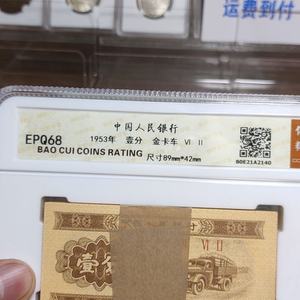 运费到付
中国人民银行
EPQ68
1953年 壹分 金卡车 VI II
BAO CUI COINS RATING 尺寸89mm*42mm
80E21A2140
VI II
壹分